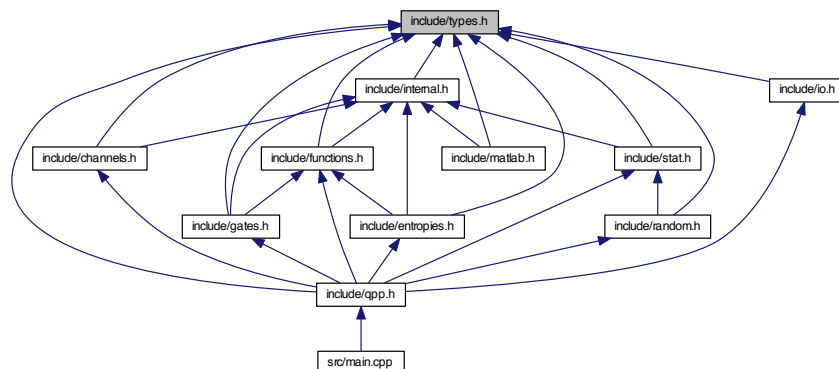 include/types.h
include/internal.h
include/io.h
include/channels.h
include/functions.h
include/matlab.h
include/stat.h
include/gates.h
include/entropies.h
include/random.h
include/qpp.h
src/main.cpp